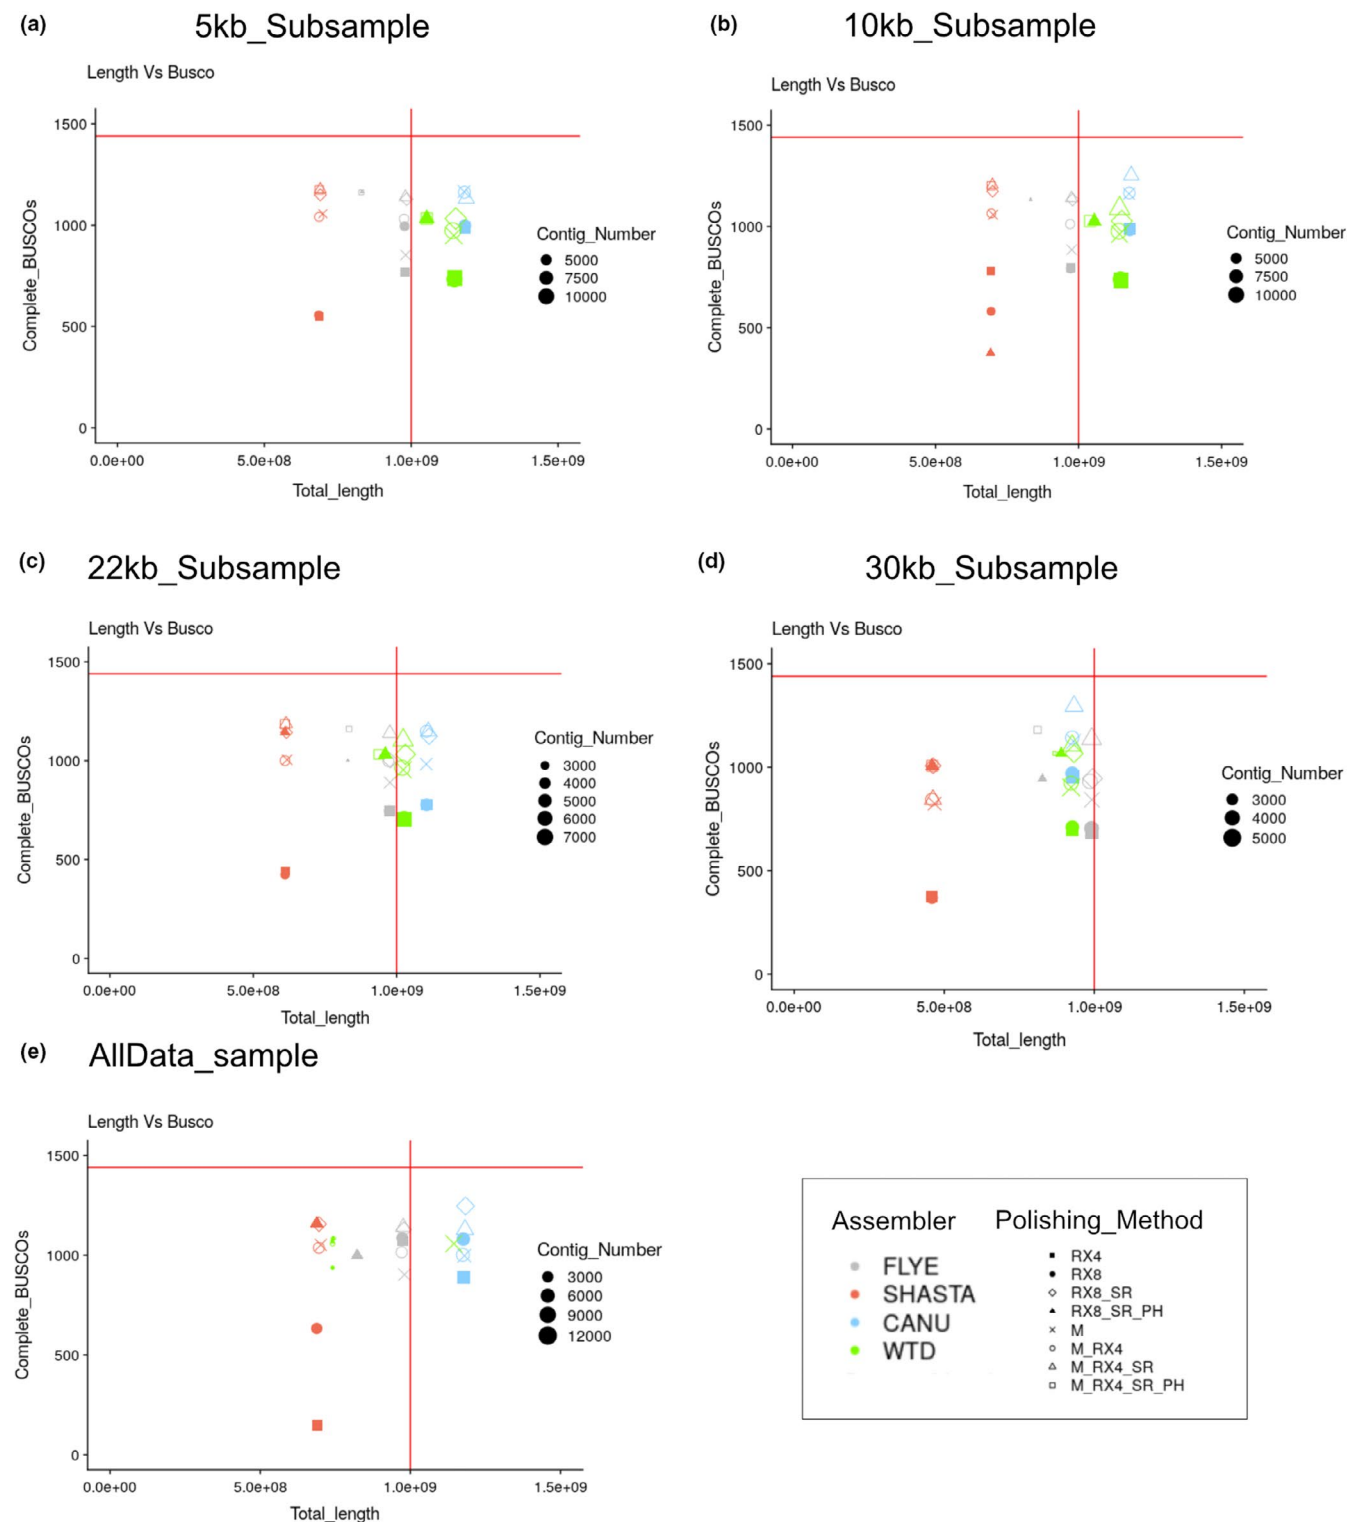 (a)
5kb_Subsample
Length Vs Busco
1500
1000
500
0
Complete_BUSCOs
0.0e+00 5.0e+08 1.0e+09 1.5e+09
Total_length
Contig_Number
5000
7500
10000
(b)
10kb_Subsample
Length Vs Busco
1500
1000
500
0
Complete_BUSCOs
0.0e+00 5.0e+08 1.0e+09 1.5e+09
Total_length
Contig_Number
5000
7500
10000
(c)
22kb_Subsample
Length Vs Busco
1500
1000
500
0
Complete_BUSCOs
0.0e+00 5.0e+08 1.0e+09 1.5e+09
Total_length
Contig_Number
3000
4000
5000
6000
7000
(d)
30kb_Subsample
Length Vs Busco
1500
1000
500
0
Complete_BUSCOs
0.0e+00 5.0e+08 1.0e+09 1.5e+09
Total_length
Contig_Number
3000
4000
5000
(e)
AllData_sample
Length Vs Busco
1500
1000
500
0
Complete_BUSCOs
0.0e+00 5.0e+08 1.0e+09 1.5e+09
Total_length
Contig_Number
3000
6000
9000
12000
Assembler
FLYE
SHASTA
CANU
WTD
Polishing_Method
RX4
RX8
RX8_SR
RX8_SR_PH
M
M_RX4
M_RX4_SR
M_RX4_SR_PH